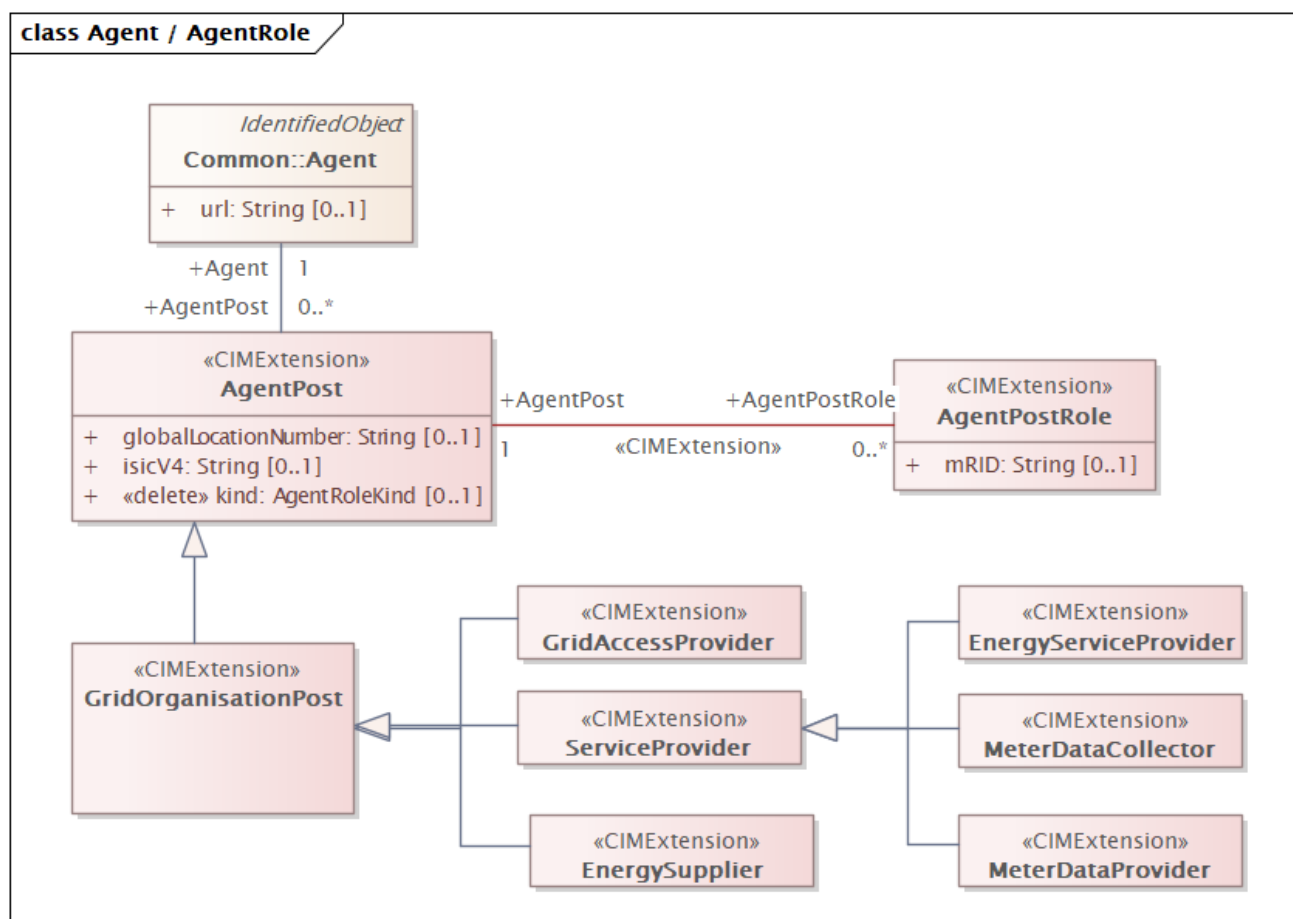 class Agent / AgentRole
IdentifiedObject
Common::Agent
+ url: String [0..1]
+Agent 1
+AgentPost 0..*
«CIMExtension»
AgentPost
+ globalLocationNumber: String [0..1]
+ isicV4: String [0..1]
+ «delete» kind: AgentRoleKind [0..1]
+AgentPost +AgentPostRole
1 «CIMExtension» 0..*
«CIMExtension»
AgentPostRole
+ mRID: String [0..1]
«CIMExtension»
GridOrganisationPost
«CIMExtension»
GridAccessProvider
«CIMExtension»
ServiceProvider
«CIMExtension»
EnergySupplier
«CIMExtension»
EnergyServiceProvider
«CIMExtension»
MeterDataCollector
«CIMExtension»
MeterDataProvider